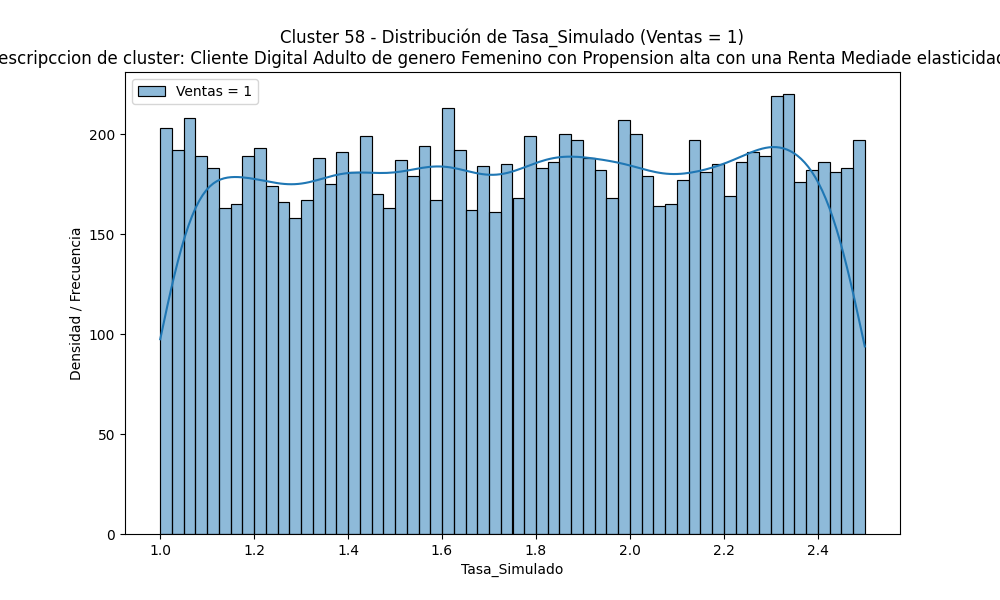 Cluster 58 - Distribución de Tasa_Simulado (Ventas = 1)
escripccion de cluster: Cliente Digital Adulto de genero Femenino con Propension alta con una Renta Mediade elasticidad
Ventas = 1
Densidad / Frecuencia
200
150
100
50
0
1.0 1.2 1.4 1.6 1.8 2.0 2.2 2.4
Tasa_Simulado